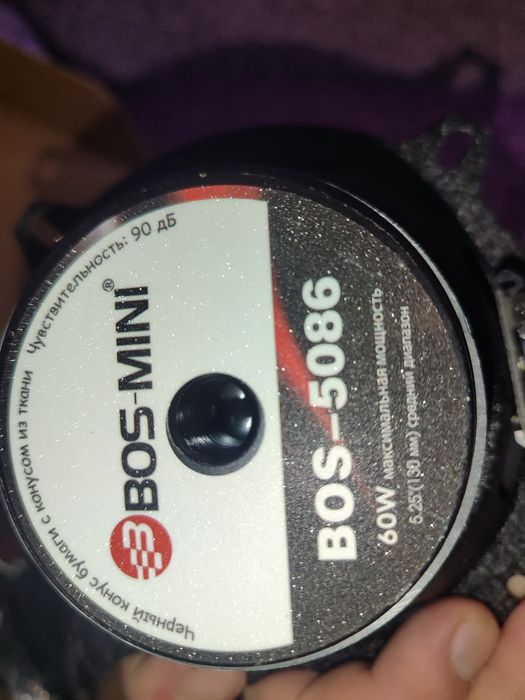 Черный конус бумаги с конусом из ткани Чувствительность: 90 дБ
BOS-MINI®
BOS-5086
60W максимальная мощность
5.25"(130 мм) средний диапазон